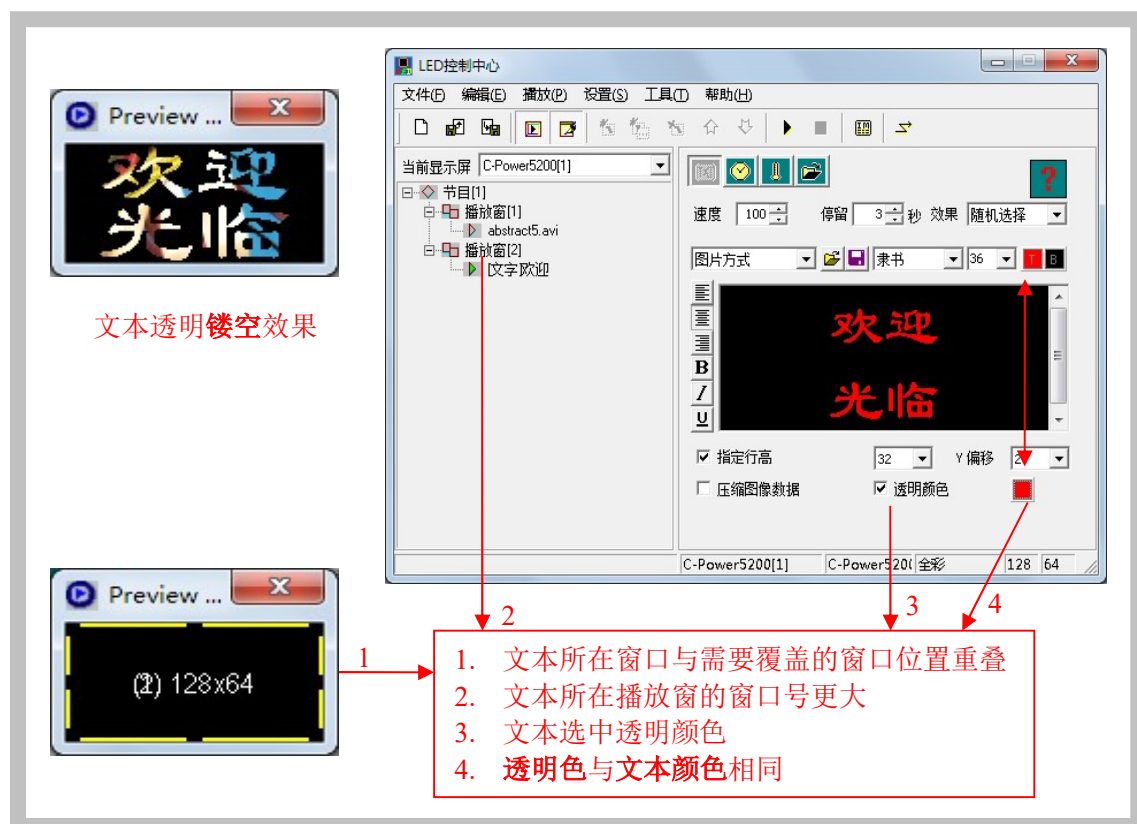 LED控制中心
文件(F) 编辑(E) 播放(P) 设置(S) 工具(T) 帮助(H)
Preview ...
欢迎
光临
文本透明镂空效果
当前显示屏 C-Power5200[1]
节目[1]
播放窗[1]
abstract5.avi
播放窗[2]
[文字]欢迎
?
速度 100 停留 3 秒 效果 随机选择
图片方式 隶书 36 T B
欢迎
光临
B
I
U
指定行高 32 Y 偏移 2
压缩图像数据 透明颜色
C-Power5200[1] C-Power520( 全彩 128 64
Preview ...
128x64
1
2
3
4
1. 文本所在窗口与需要覆盖的窗口位置重叠
2. 文本所在播放窗的窗口号更大
3. 文本选中透明颜色
4. 透明色与文本颜色相同